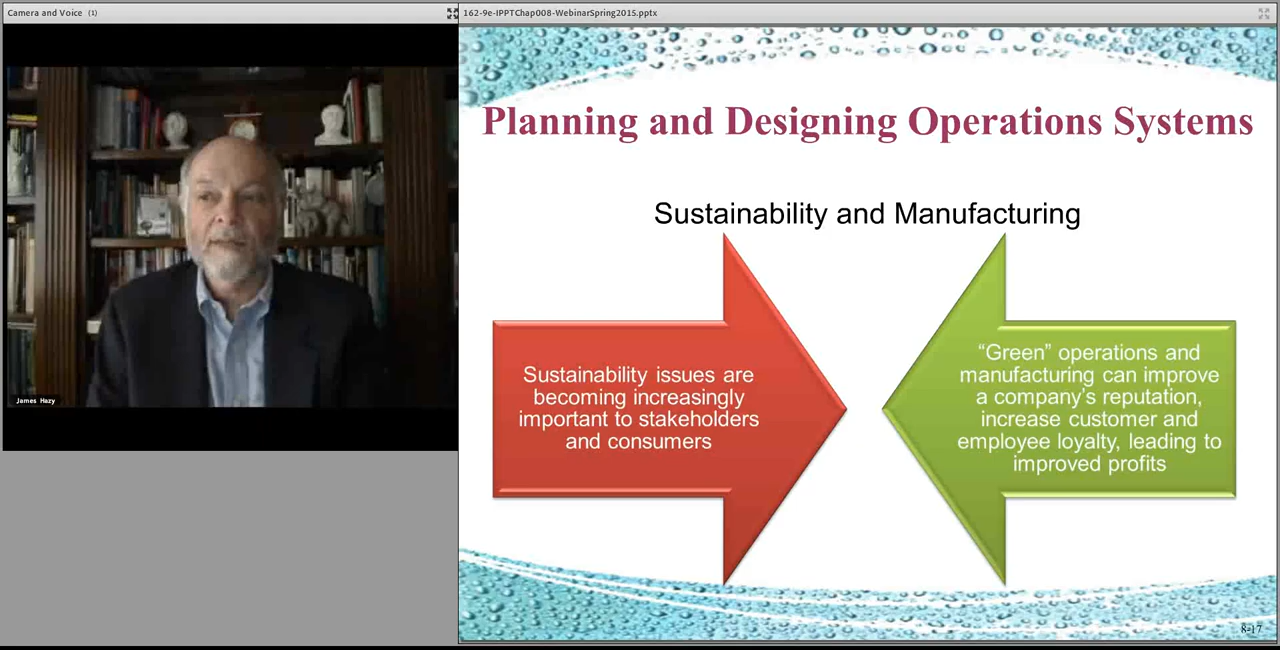 Camera and Voice (1)
162-9e-IPPTChap008-WebinarSpring2015.pptx
James Hazy
Planning and Designing Operations Systems
Sustainability and Manufacturing
Sustainability issues are
becoming increasingly
important to stakeholders
and consumers
“Green” operations and
manufacturing can improve
a company’s reputation,
increase customer and
employee loyalty, leading to
improved profits
8-17